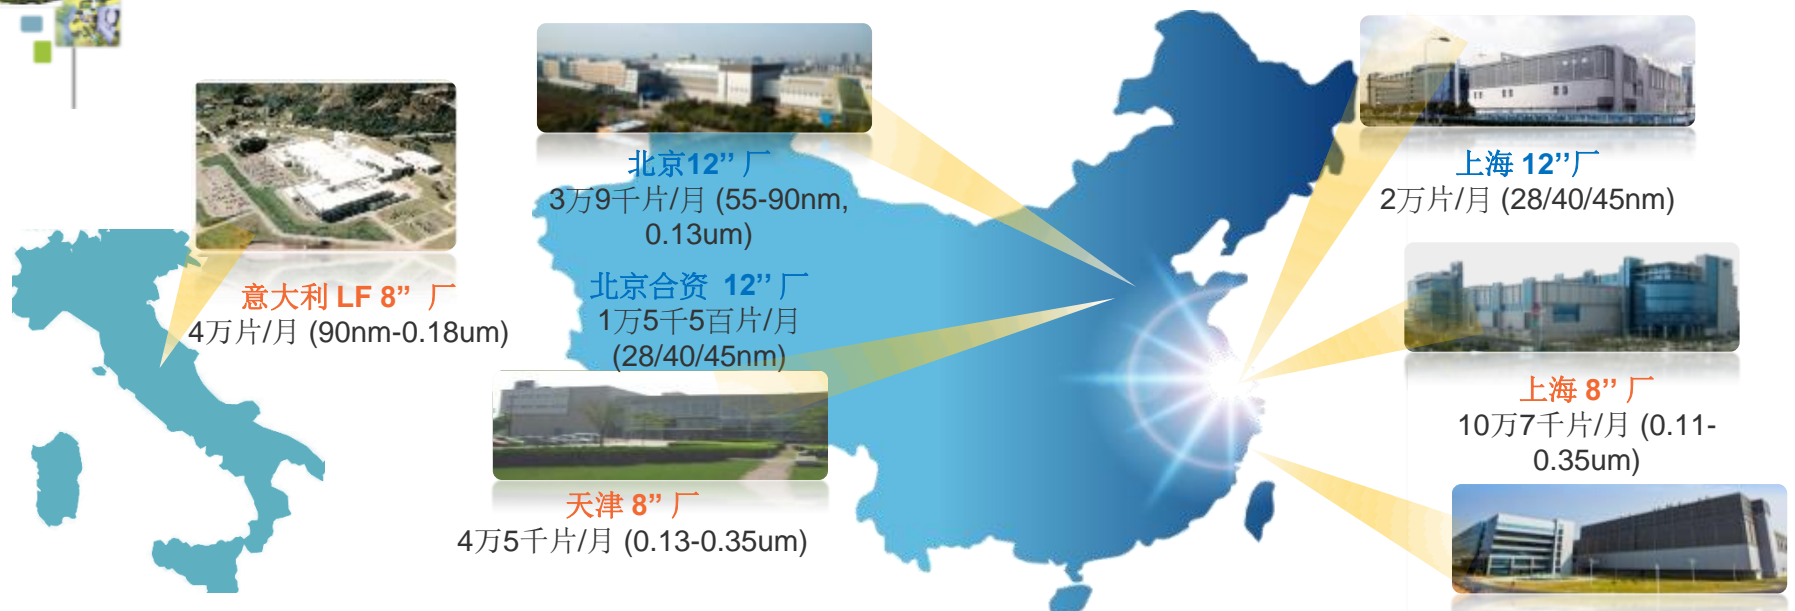 北京12’’ 厂
3万9千片/月 (55-90nm,
0.13um)
北京合资 12’’ 厂
1万5千5百片/月
(28/40/45nm)
上海 12’’厂
2万片/月 (28/40/45nm)
意大利 LF 8” 厂
4万片/月 (90nm-0.18um)
上海 8’’ 厂
10万7千片/月 (0.11-
0.35um)
天津 8” 厂
4万5千片/月 (0.13-0.35um)